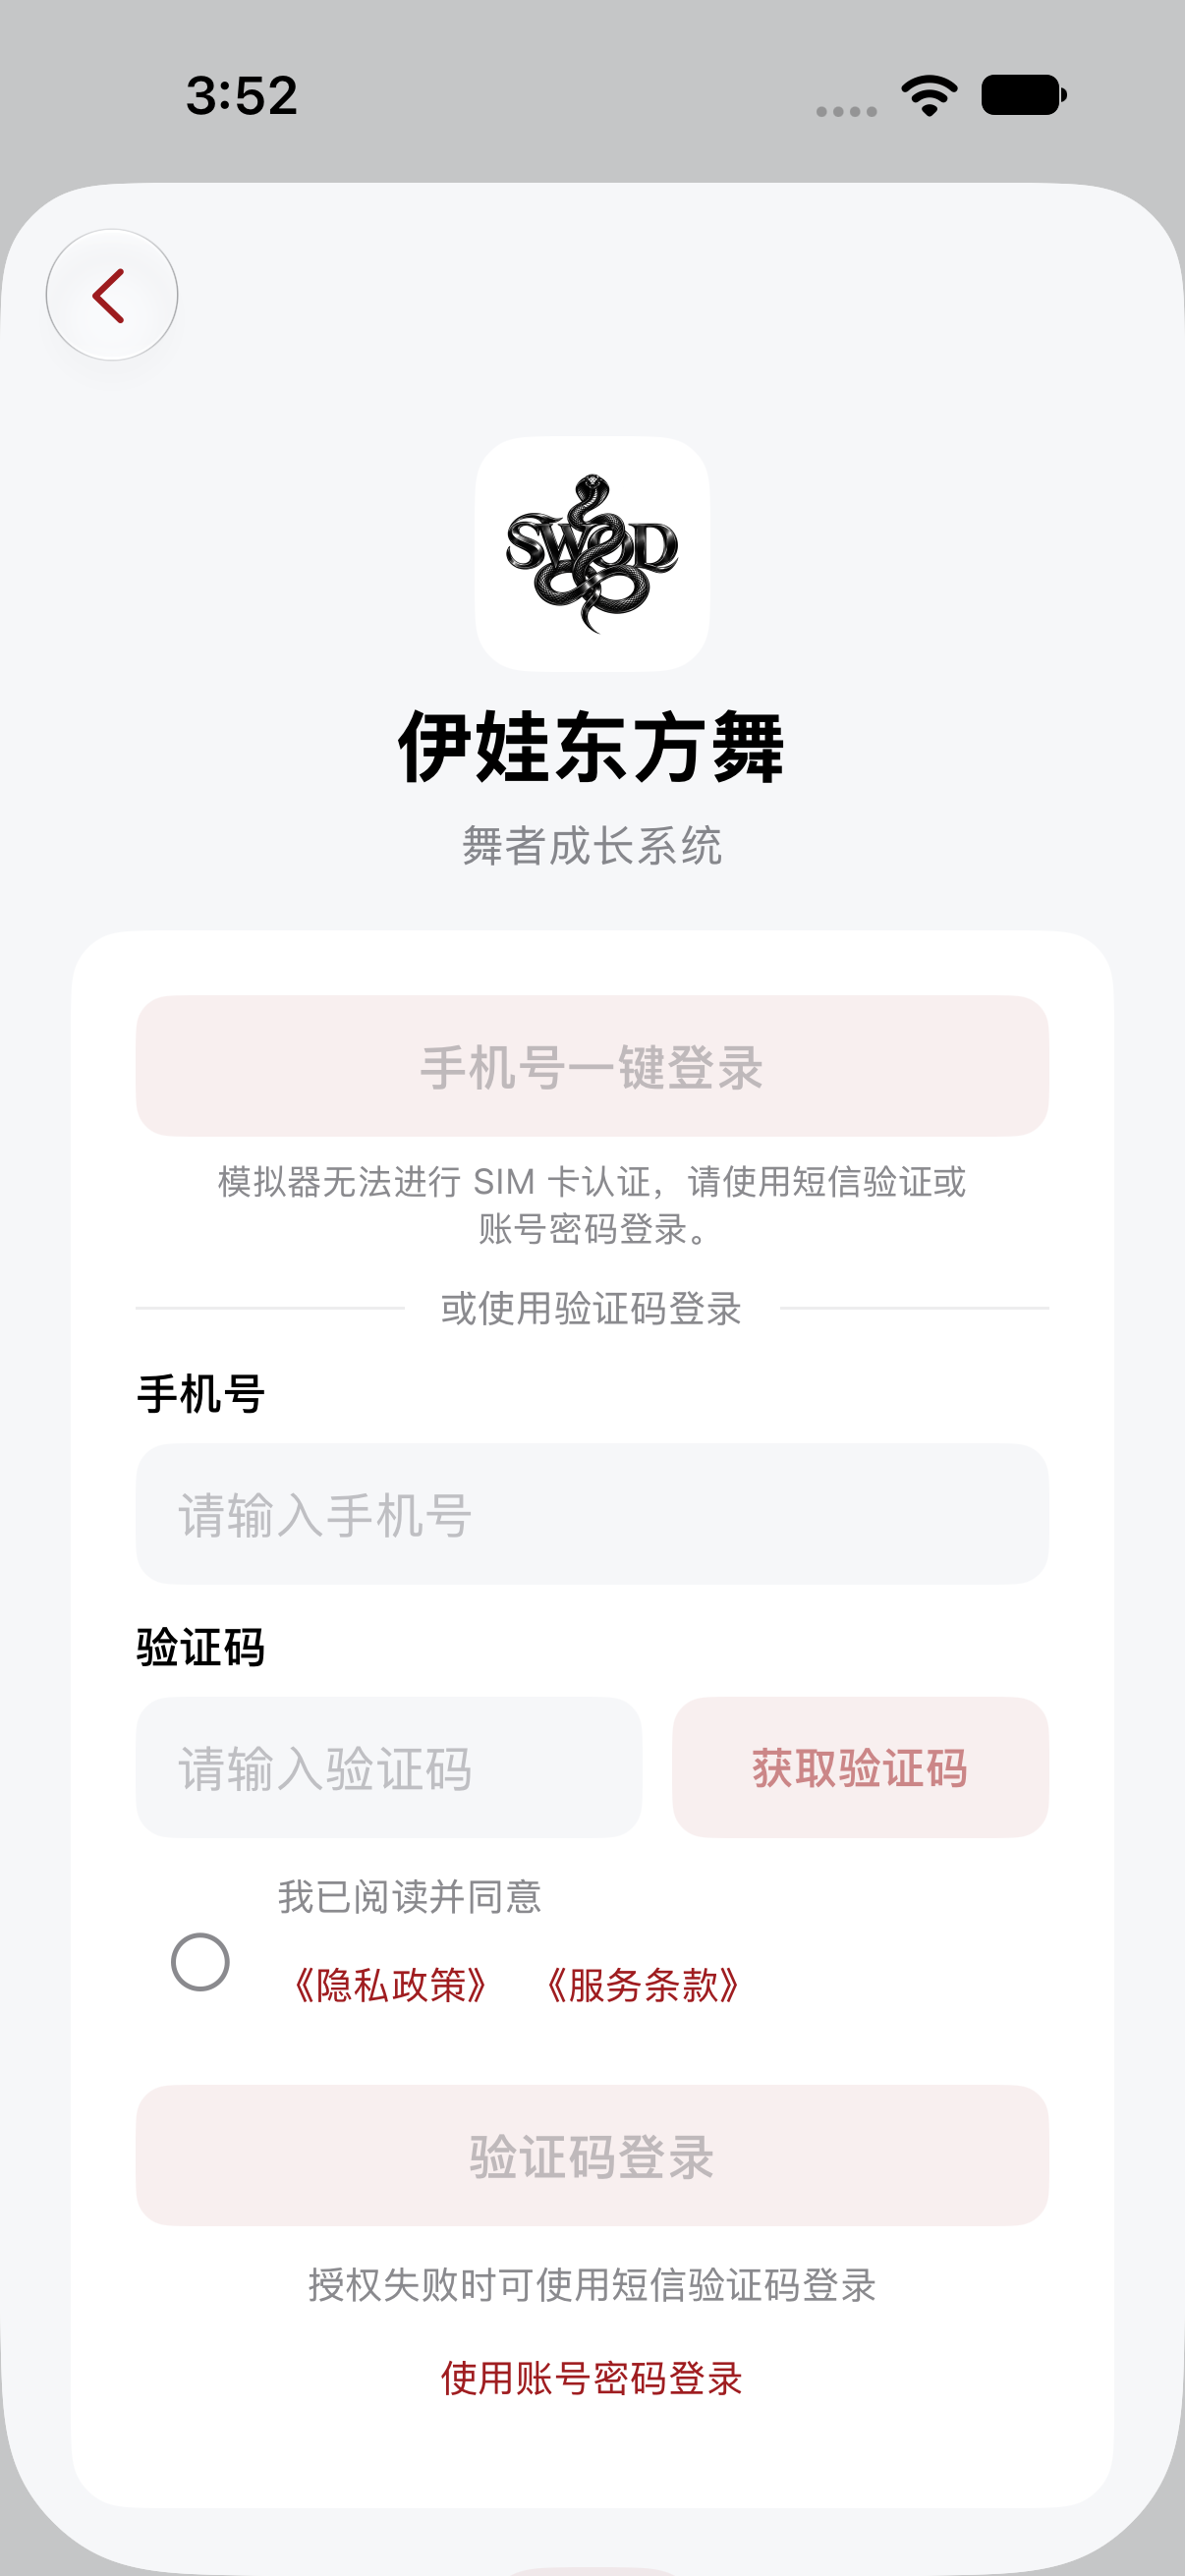 3:52
SWOD
伊娃东方舞
舞者成长系统
手机号一键登录
模拟器无法进行 SIM 卡认证，请使用短信验证或
账号密码登录。
或使用验证码登录
手机号
请输入手机号
验证码
请输入验证码
获取验证码
我已阅读并同意
《隐私政策》 《服务条款》
验证码登录
授权失败时可使用短信验证码登录
使用账号密码登录